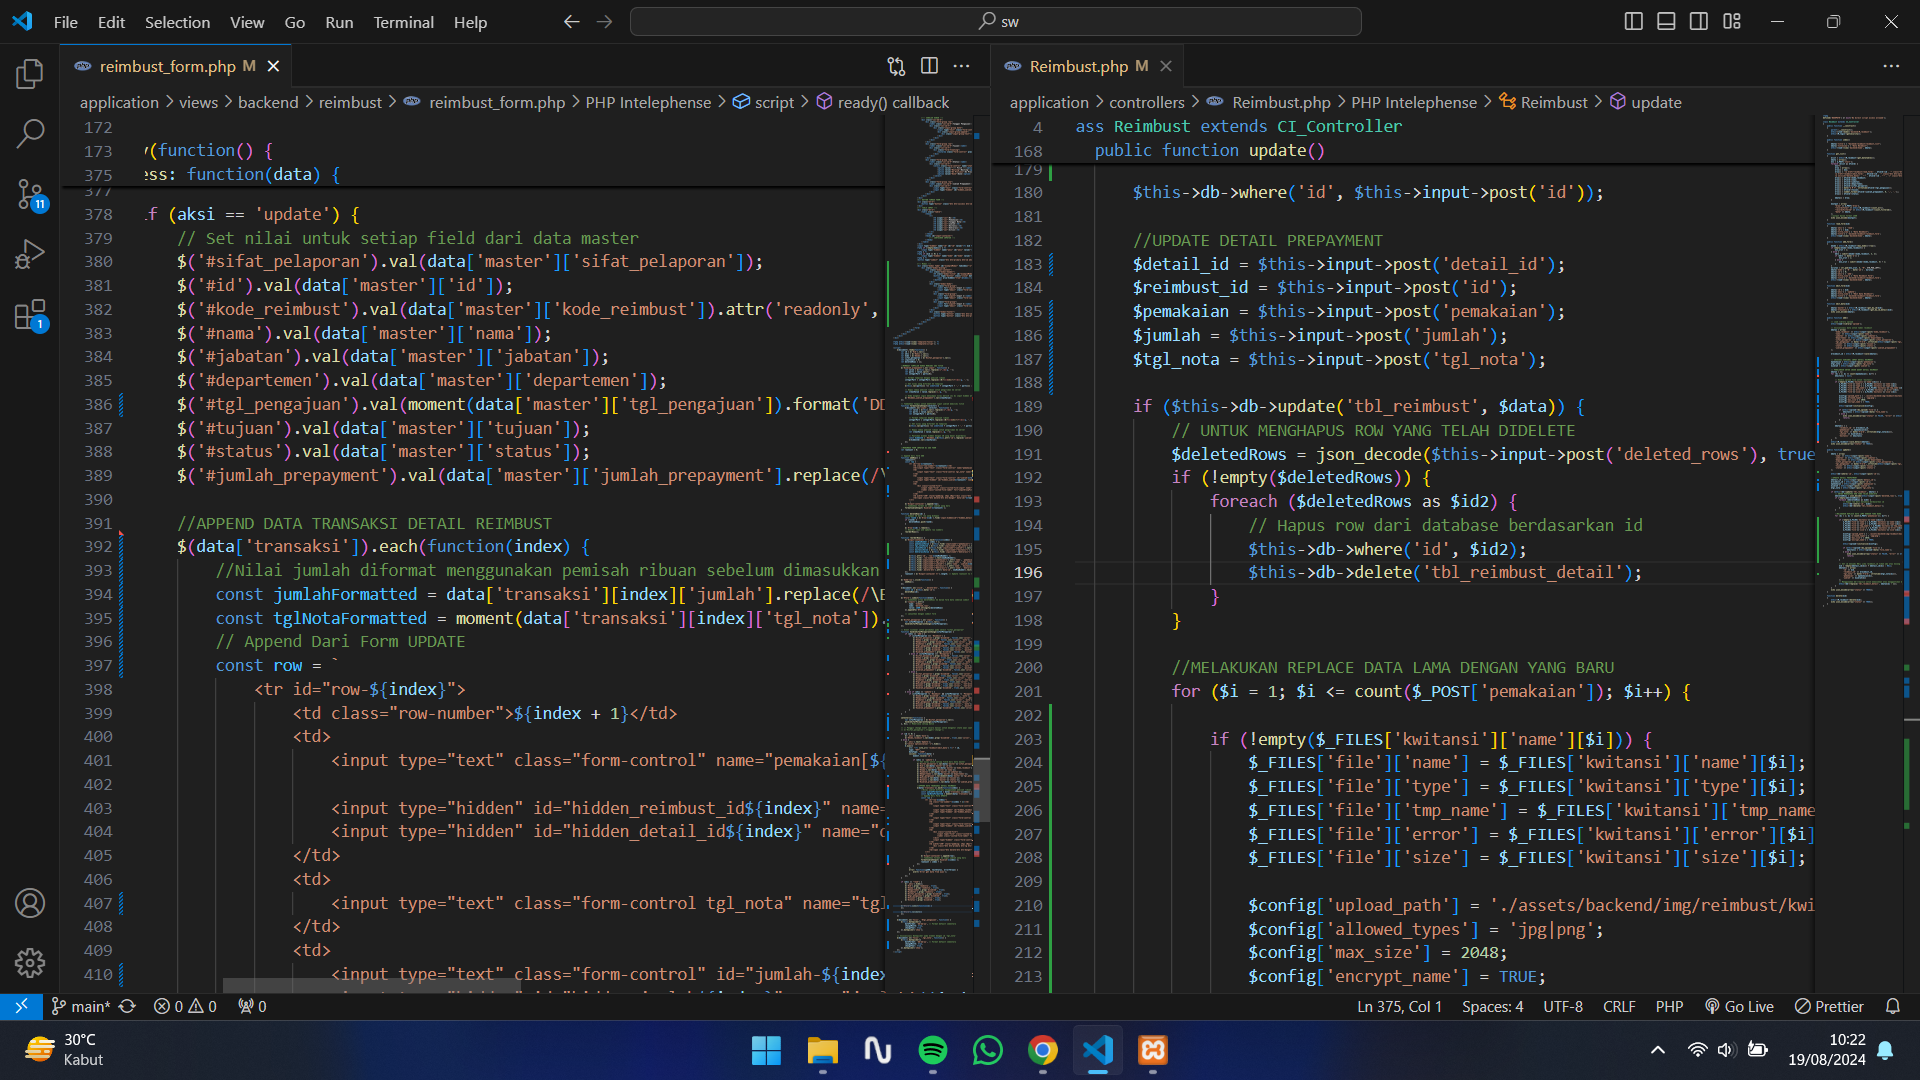 File Edit Selection View Go Run Terminal Help
sw
reimbust_form.php M
Reimbust.php M
application > views > backend > reimbust > reimbust_form.php > PHP Intelephense > script > ready() callback
application > controllers > Reimbust.php > PHP Intelephense > Reimbust > update
172
173 y(function() {
375 ess: function(data) {
377
378 if (aksi == 'update') {
379 // Set nilai untuk setiap field dari data master
380 $('#sifat_pelaporan').val(data['master']['sifat_pelaporan']);
381 $('#id').val(data['master']['id']);
382 $('#kode_reimbust').val(data['master']['kode_reimbust']).attr('readonly',
383 $('#nama').val(data['master']['nama']);
384 $('#jabatan').val(data['master']['jabatan']);
385 $('#departemen').val(data['master']['departemen']);
386 $('#tgl_pengajuan').val(moment(data['master']['tgl_pengajuan']).format('DD
387 $('#tujuan').val(data['master']['tujuan']);
388 $('#status').val(data['master']['status']);
389 $('#jumlah_prepayment').val(data['master']['jumlah_prepayment'].replace(/\
390
391 //APPEND DATA TRANSAKSI DETAIL REIMBUST
392 $(data['transaksi']).each(function(index) {
393 //Nilai jumlah diformat menggunakan pemisah ribuan sebelum dimasukkan
394 const jumlahFormatted = data['transaksi'][index]['jumlah'].replace(/\B
395 const tglNotaFormatted = moment(data['transaksi'][index]['tgl_nota']).
396 // Append Dari Form UPDATE
397 const row = `
398 <tr id="row-${index}">
399 <td class="row-number">${index + 1}</td>
400 <td>
401 <input type="text" class="form-control" name="pemakaian[${
402
403 <input type="hidden" id="hidden_reimbust_id${index}" name=
404 <input type="hidden" id="hidden_detail_id${index}" name="
405 </td>
406 <td>
407 <input type="text" class="form-control tgl_nota" name="tgl
408 </td>
409 <td>
410 <input type="text" class="form-control" id="jumlah-${index
4 ass Reimbust extends CI_Controller
168 public function update()
179
180 $this->db->where('id', $this->input->post('id'));
181
182 //UPDATE DETAIL PREPAYMENT
183 $detail_id = $this->input->post('detail_id');
184 $reimbust_id = $this->input->post('id');
185 $pemakaian = $this->input->post('pemakaian');
186 $jumlah = $this->input->post('jumlah');
187 $tgl_nota = $this->input->post('tgl_nota');
188
189 if ($this->db->update('tbl_reimbust', $data)) {
190 // UNTUK MENGHAPUS ROW YANG TELAH DIDELETE
191 $deletedRows = json_decode($this->input->post('deleted_rows'), true
192 if (!empty($deletedRows)) {
193 foreach ($deletedRows as $id2) {
194 // Hapus row dari database berdasarkan id
195 $this->db->where('id', $id2);
196 $this->db->delete('tbl_reimbust_detail');
197 }
198 }
199
200 //MELAKUKAN REPLACE DATA LAMA DENGAN YANG BARU
201 for ($i = 1; $i <= count($_POST['pemakaian']); $i++) {
202
203 if (!empty($_FILES['kwitansi']['name'][$i])) {
204 $_FILES['file']['name'] = $_FILES['kwitansi']['name'][$i];
205 $_FILES['file']['type'] = $_FILES['kwitansi']['type'][$i];
206 $_FILES['file']['tmp_name'] = $_FILES['kwitansi']['tmp_name
207 $_FILES['file']['error'] = $_FILES['kwitansi']['error'][$i]
208 $_FILES['file']['size'] = $_FILES['kwitansi']['size'][$i];
209
210 $config['upload_path'] = './assets/backend/img/reimbust/kwi
211 $config['allowed_types'] = 'jpg|png';
212 $config['max_size'] = 2048;
213 $config['encrypt_name'] = TRUE;
11
1
main* 0 0 0
Ln 375, Col 1 Spaces: 4 UTF-8 CRLF PHP Go Live Prettier
30°C
Kabut
10:22
19/08/2024